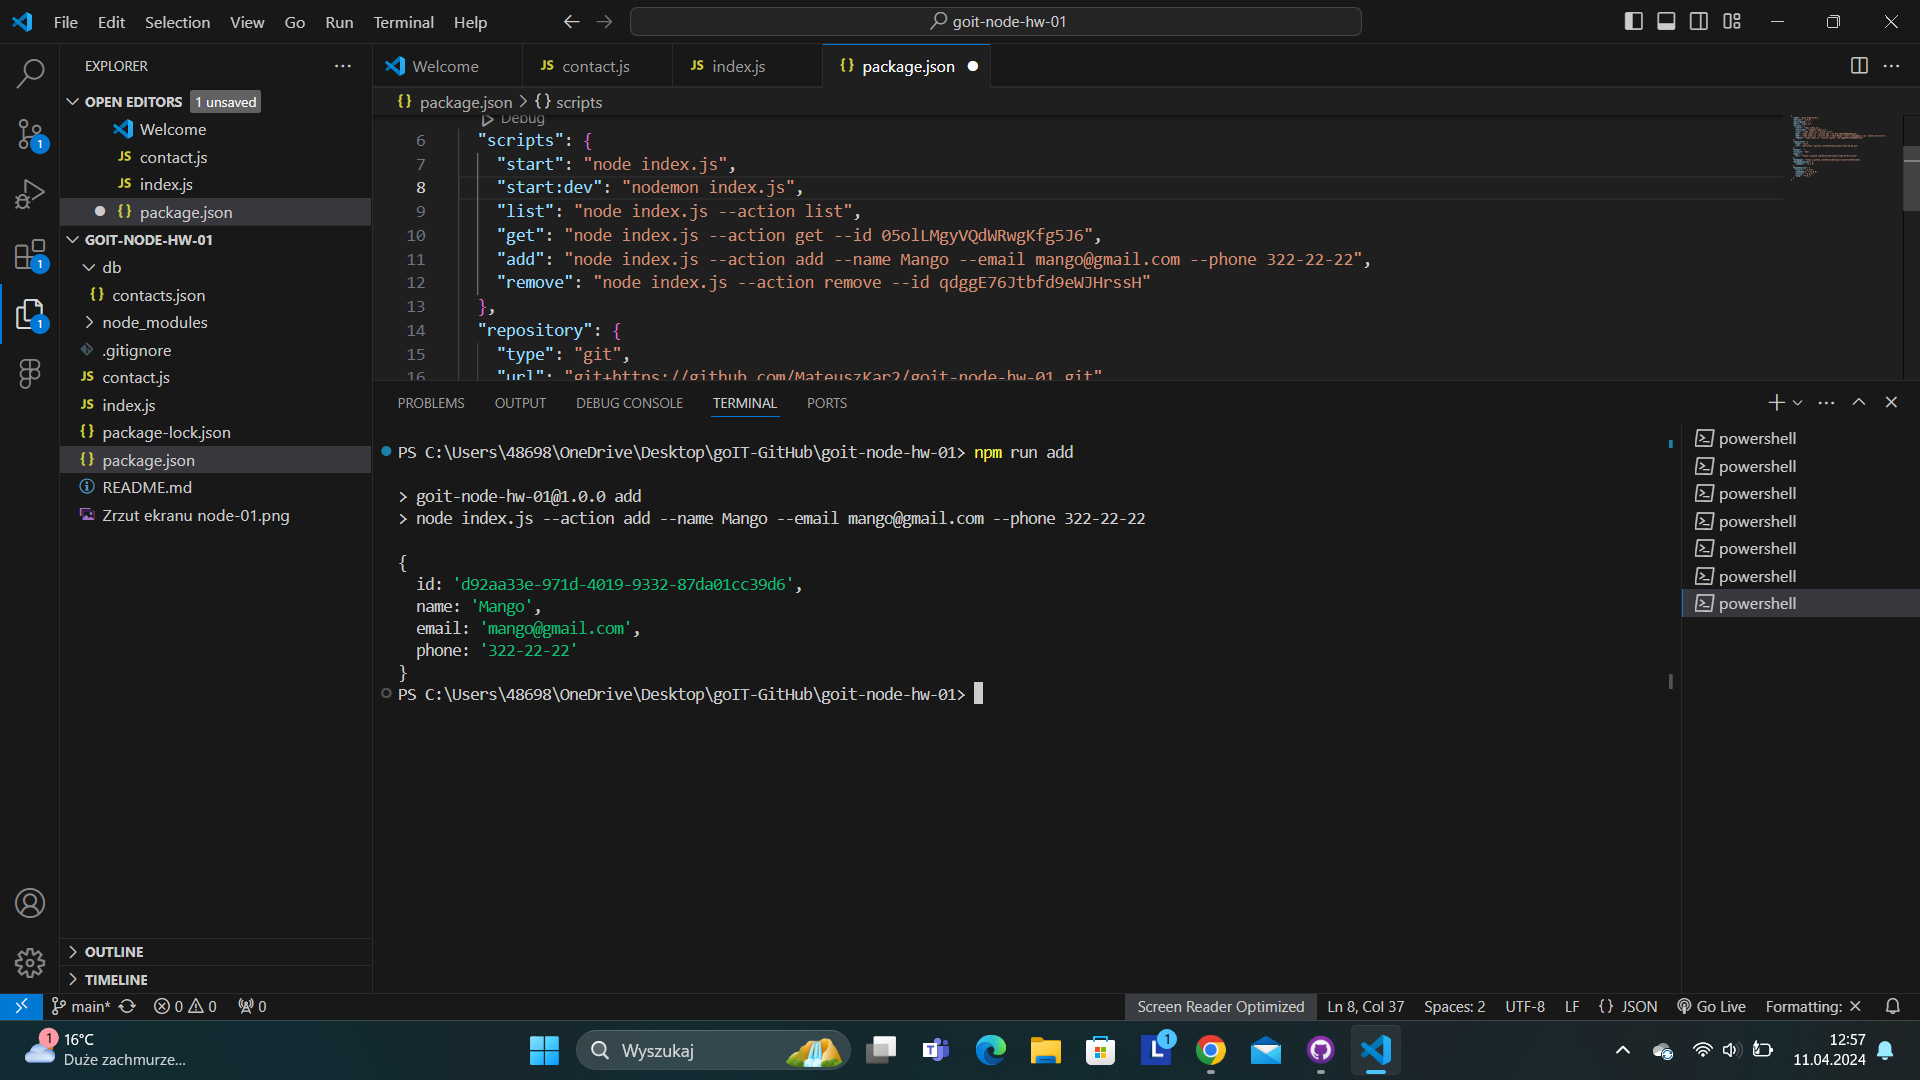 File Edit Selection View Go Run Terminal Help
goit-node-hw-01
EXPLORER
OPEN EDITORS 1 unsaved
Welcome
JS contact.js
JS index.js
{} package.json
GOIT-NODE-HW-01
db
{} contacts.json
node_modules
.gitignore
JS contact.js
JS index.js
{} package-lock.json
{} package.json
README.md
Zrzut ekranu node-01.png
OUTLINE
TIMELINE
1
1
1
Welcome
JS contact.js
JS index.js
{} package.json
{} package.json > {} scripts
Debug
6 "scripts": {
7 "start": "node index.js",
8 "start:dev": "nodemon index.js",
9 "list": "node index.js --action list",
10 "get": "node index.js --action get --id 05olLMgyVQdWRwgKfg5J6",
11 "add": "node index.js --action add --name Mango --email mango@gmail.com --phone 322-22-22",
12 "remove": "node index.js --action remove --id qdggE76Jtbfd9eWJHrssH"
13 },
14 "repository": {
15 "type": "git",
16 "url": "git+https://github.com/MateuszKar2/goit-node-hw-01.git"
PROBLEMS OUTPUT DEBUG CONSOLE TERMINAL PORTS
PS C:\Users\48698\OneDrive\Desktop\goIT-GitHub\goit-node-hw-01> npm run add
> goit-node-hw-01@1.0.0 add
> node index.js --action add --name Mango --email mango@gmail.com --phone 322-22-22
{
id: 'd92aa33e-971d-4019-9332-87da01cc39d6',
name: 'Mango',
email: 'mango@gmail.com',
phone: '322-22-22'
}
PS C:\Users\48698\OneDrive\Desktop\goIT-GitHub\goit-node-hw-01>
powershell
powershell
powershell
powershell
powershell
powershell
powershell
main* 0 0 0
Screen Reader Optimized Ln 8, Col 37 Spaces: 2 UTF-8 LF {} JSON Go Live Formatting: ×
1 16°C
Duże zachmurze...
Wyszukaj
L 1
12:57
11.04.2024